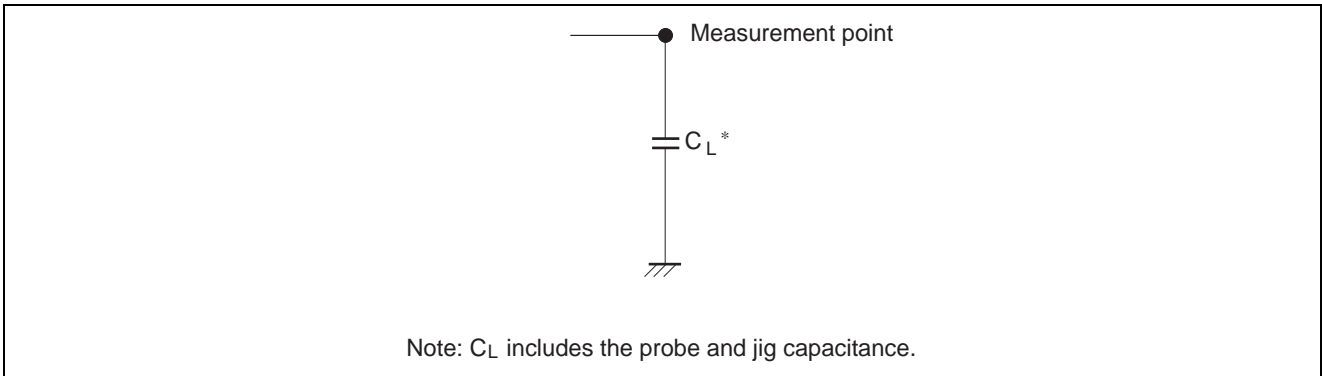 Measurement point
CL*
Note: CL includes the probe and jig capacitance.